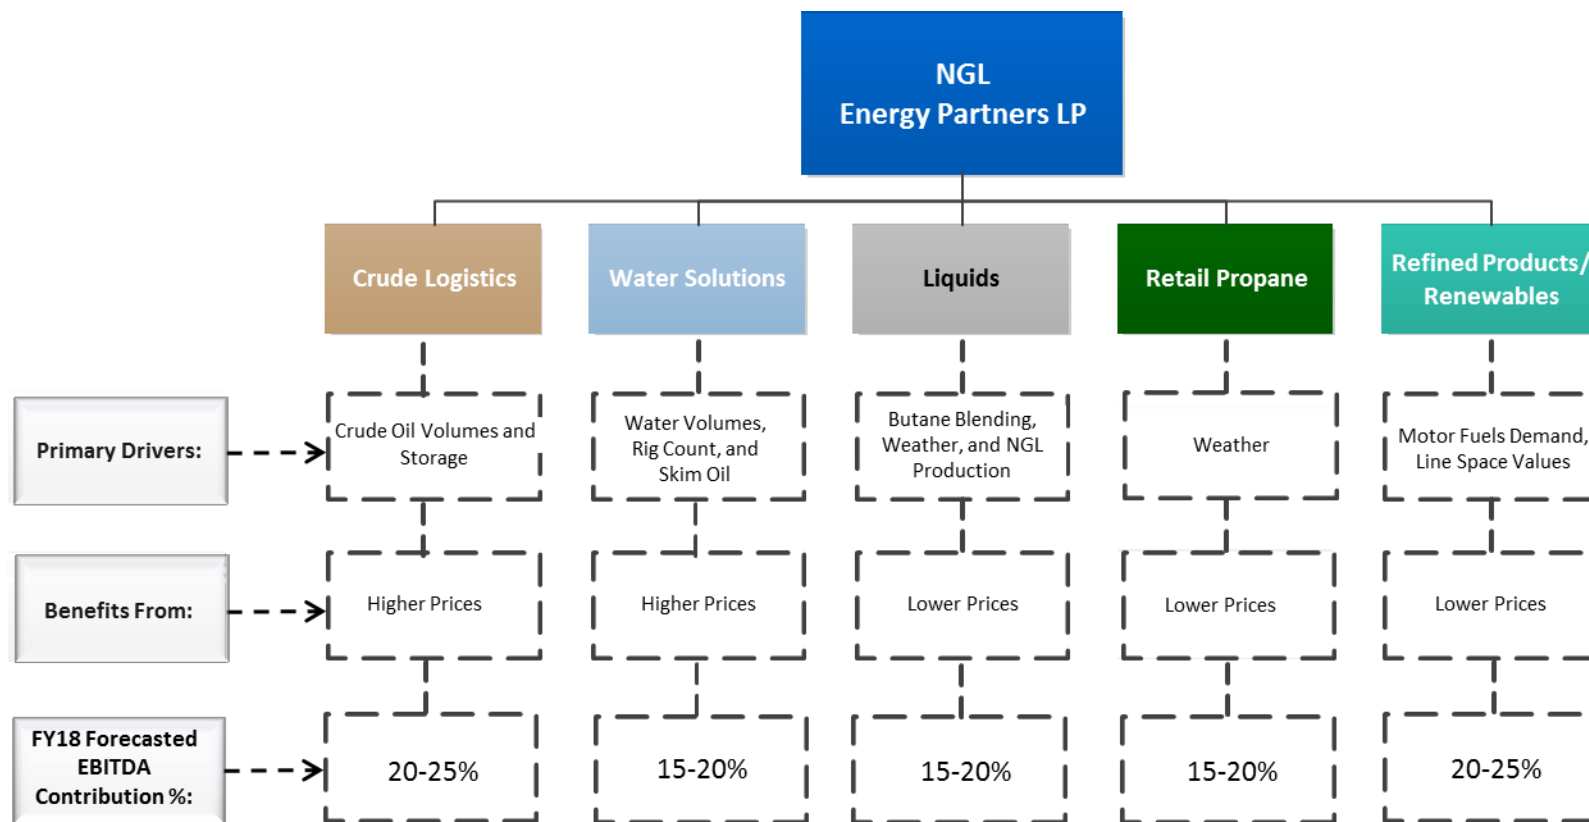 NGL
Energy Partners LP
Crude Logistics
Water Solutions
Liquids
Retail Propane
Refined Products/
Renewables
Primary Drivers:
Crude Oil Volumes and
Storage
Water Volumes,
Rig Count, and
Skim Oil
Butane Blending,
Weather, and NGL
Production
Weather
Motor Fuels Demand,
Line Space Values
Benefits From:
Higher Prices
Higher Prices
Lower Prices
Lower Prices
Lower Prices
FY18 Forecasted
EBITDA
Contribution %:
20-25%
15-20%
15-20%
15-20%
20-25%